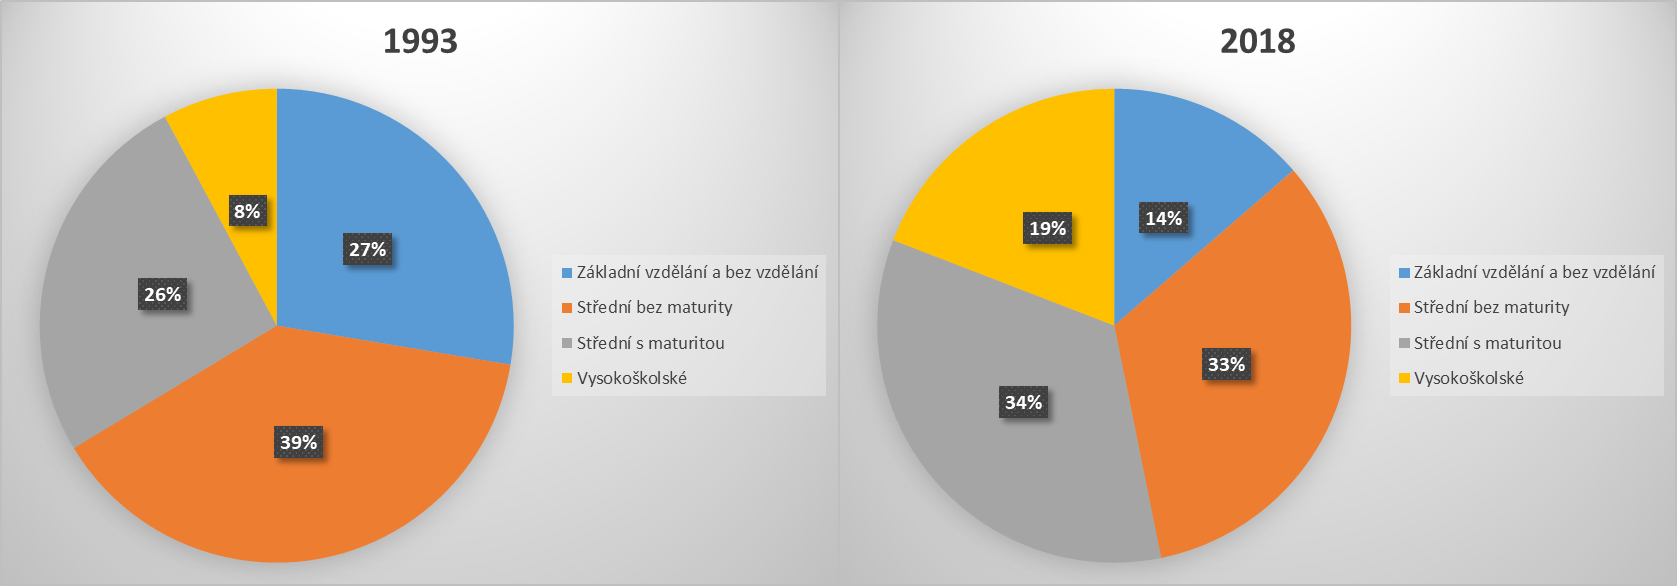 1993
27%
39%
26%
8%
Základní vzdělání a bez vzdělání
Střední bez maturity
Střední s maturitou
Vysokoškolské
2018
14%
33%
34%
19%
Základní vzdělání a bez vzdělání
Střední bez maturity
Střední s maturitou
Vysokoškolské